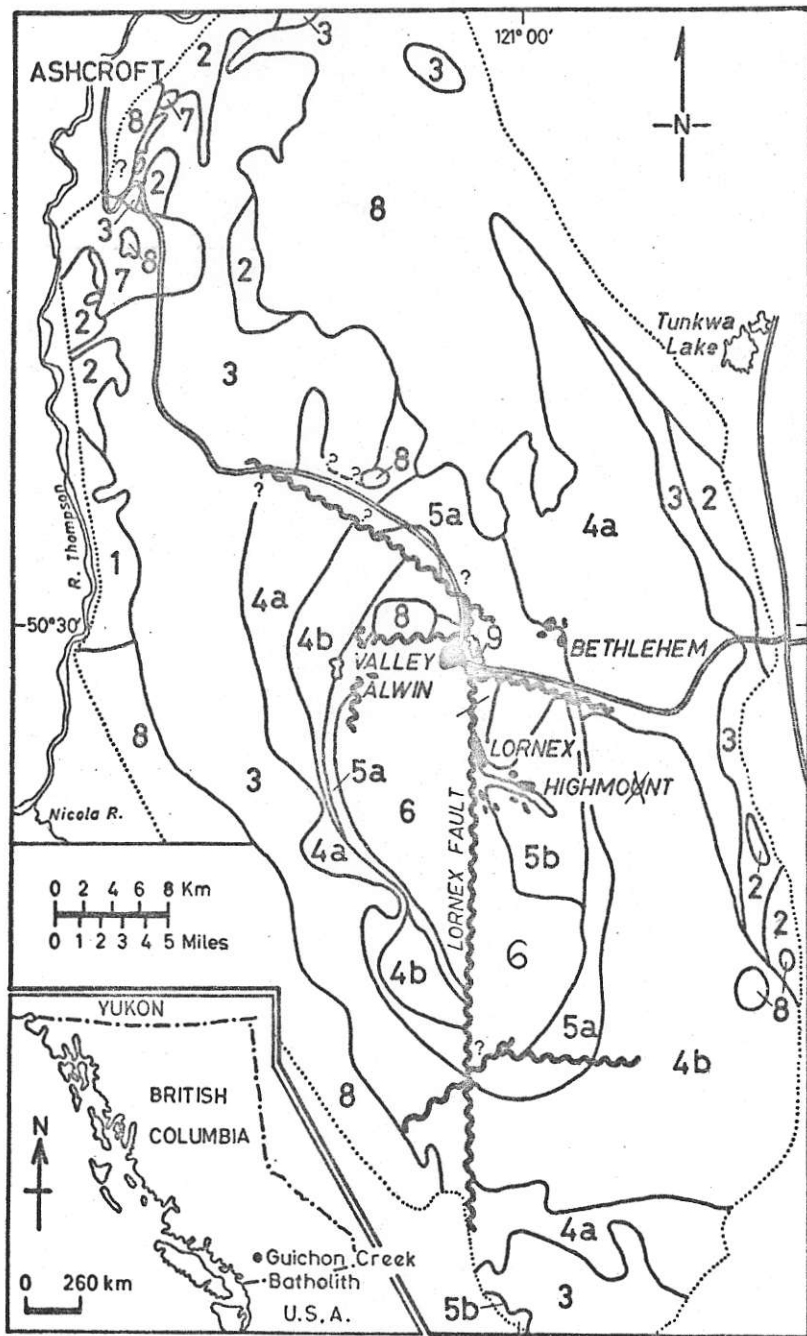 121° 00'
ASHCROFT
3
2
3
8
7
N
?
2
3
8
8
7
2
2
Tunkwa
Lake
2
3
? ?
8
?
5a
?
3
2
4a
R. Thompson
1
4a
?
8
50° 30'
4b
9
BETHLEHEM
VALLEY
ALWIN
8
LORNEX
3
5a
HIGHMOUNT
3
6
Nicola R.
4a
LORNEX FAULT
5b
2
0 2 4 6 8 Km
2
0 1 2 3 4 5 Miles
6
4b
8
5a
?
4b
YUKON
BRITISH
8
COLUMBIA
N
4a
Guichon Creek
Batholith
3
0 260 km
5b
U.S.A.